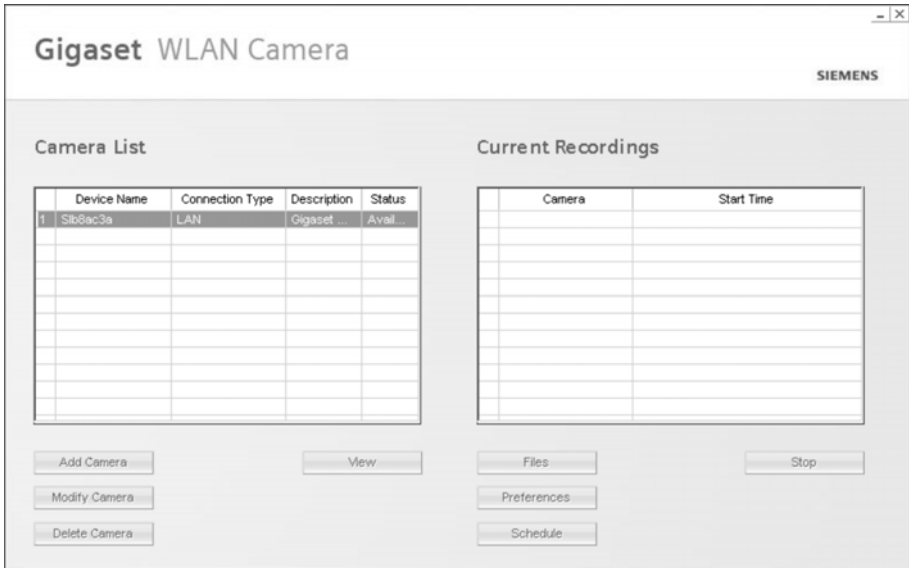 Gigaset WLAN Camera
SIEMENS
Camera List
Device Name Connection Type Description Status
1 Slb8ac3a LAN Gigaset ... Avail...
Add Camera
View
Modify Camera
Delete Camera
Current Recordings
Camera Start Time
Files
Stop
Preferences
Schedule